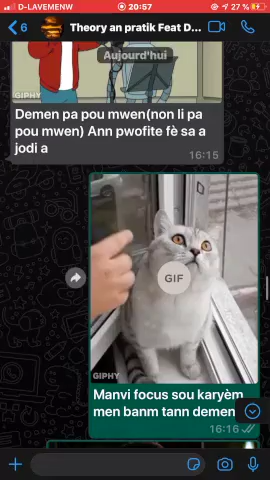 D-LAVEMENW
20:57
27 %
6
Theory an pratik Feat D...
Aujourd'hui
GIPHY
Demen pa pou mwen(non li pa
pou mwen) Ann pwofite fè sa a
jodi a
16:15
GIF
GIPHY
Manvi focus sou karyèm
men banm tann demen
16:16